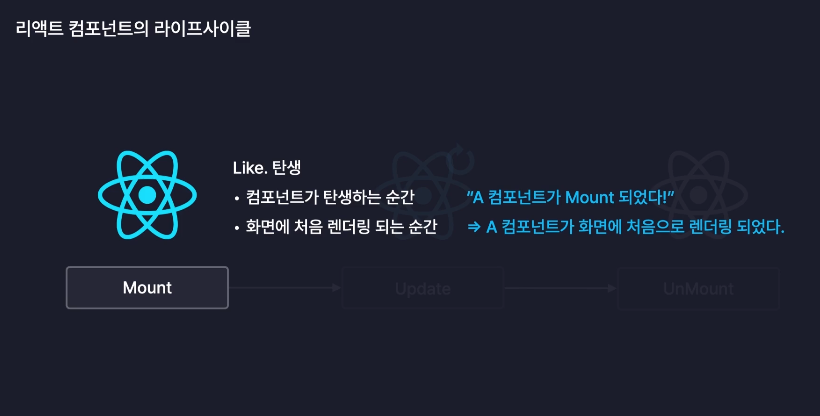 리액트 컴포넌트의 라이프사이클
Like. 탄생
• 컴포넌트가 탄생하는 순간
"A 컴포넌트가 Mount 되었다!"
• 화면에 처음 렌더링 되는 순간
⇒ A 컴포넌트가 화면에 처음으로 렌더링 되었다.
Mount
Update
UnMount